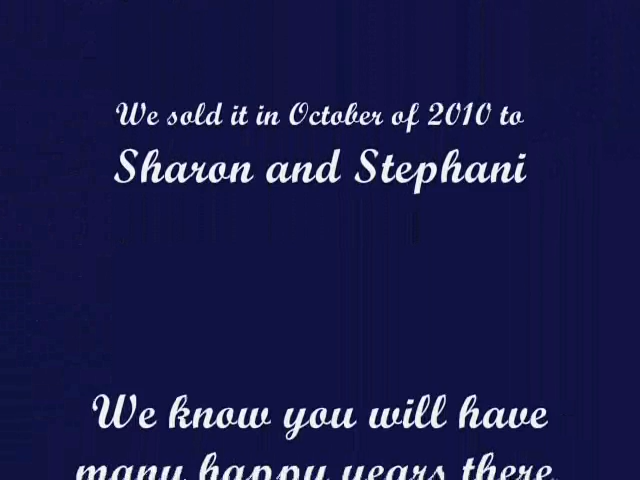 We sold it in October of 2010 to
Sharon and Stephani
We know you will have
many happy years there